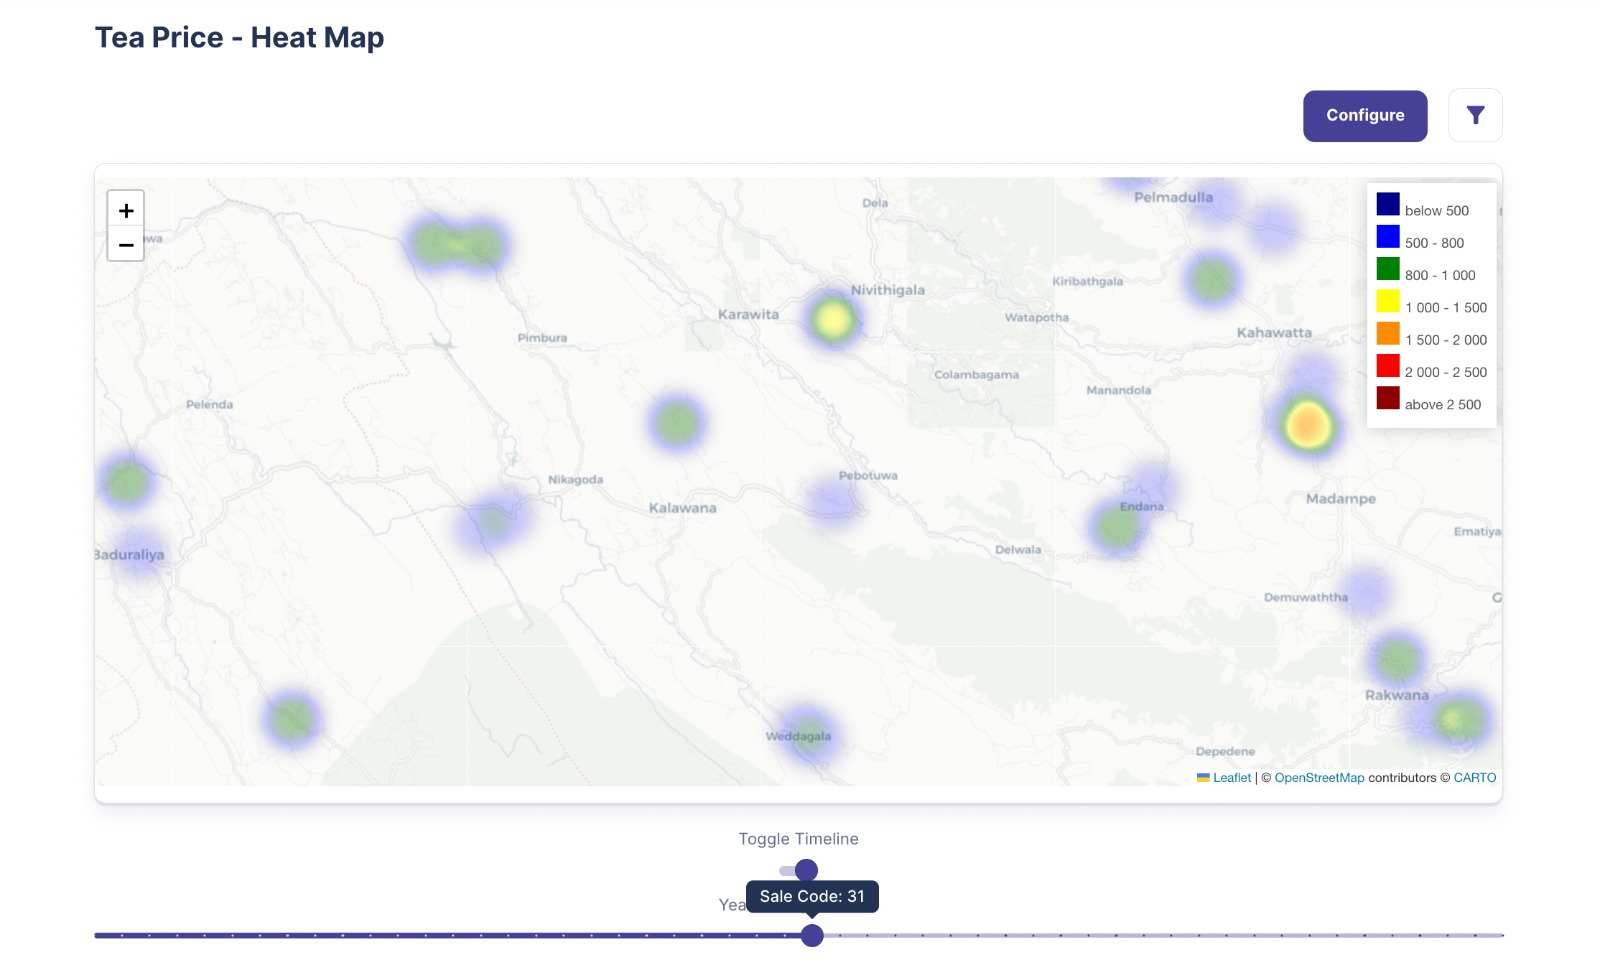 Tea Price - Heat Map
Configure
+
−
Pelmadulla
Dela
below 500
500 - 800
800 - 1 000
1 000 - 1 500
1 500 - 2 000
2 000 - 2 500
above 2 500
Kiribathgala
Nivithigala
Karawita
Watapotha
Kahawatta
Pimbura
Colambagama
Manandola
Pelenda
Pebotuwa
Nikagoda
Kalawana
Endana
Madampe
Ematiya
Delwala
Baduraliya
Demuwaththa
G
Rakwana
Weddagala
Depedene
Leaflet | © OpenStreetMap contributors © CARTO
Toggle Timeline
Sale Code: 31
Yea